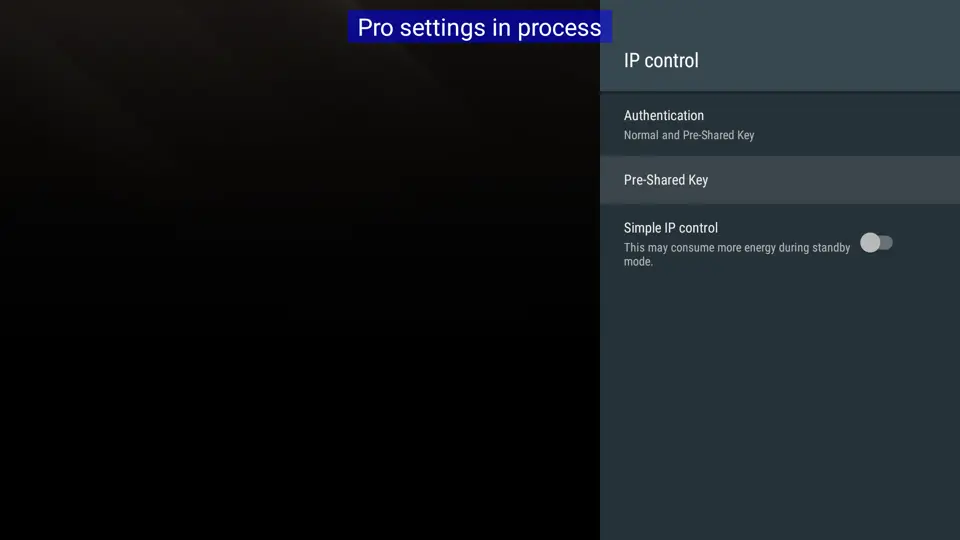 Pro settings in process
IP control
Authentication
Normal and Pre-Shared Key
Pre-Shared Key
Simple IP control
This may consume more energy during standby
mode.